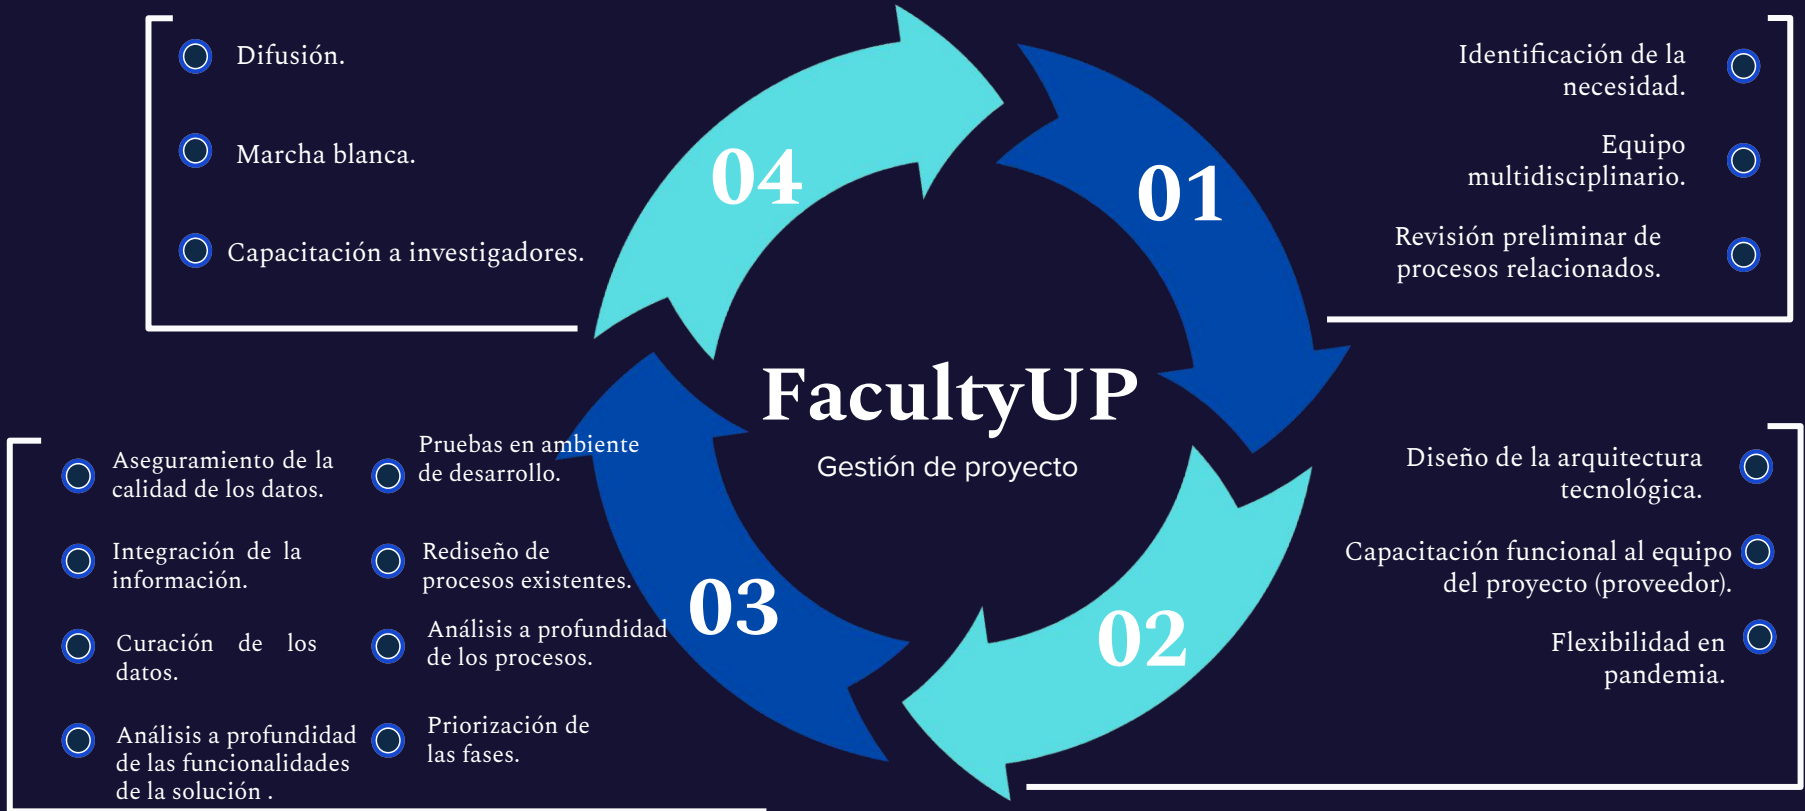 FacultyUP
Gestión de proyecto
01
Identificación de la
necesidad.
Equipo
multidisciplinario.
Revisión preliminar de
procesos relacionados.
02
Diseño de la arquitectura
tecnológica.
Capacitación funcional al equipo
del proyecto (proveedor).
Flexibilidad en
pandemia.
03
Aseguramiento de la
calidad de los datos.
Integración de la
información.
Curación de los
datos.
Análisis a profundidad
de las funcionalidades
de la solución .
Pruebas en ambiente
de desarrollo.
Rediseño de
procesos existentes.
Análisis a profundidad
de los procesos.
Priorización de
las fases.
04
Difusión.
Marcha blanca.
Capacitación a investigadores.